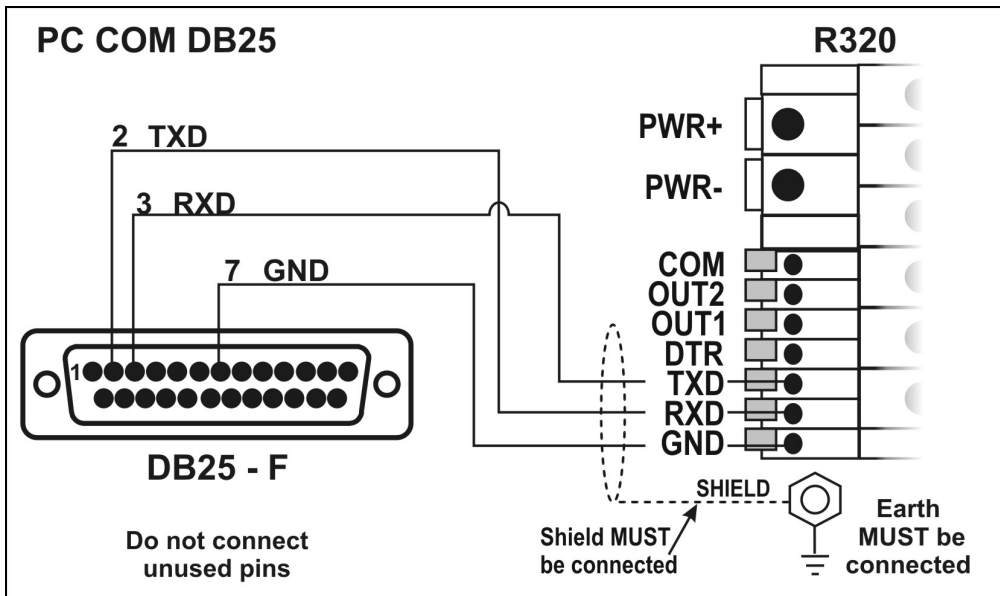 PC COM DB25
R320
2 TXD
3 RXD
7 GND
PWR+
PWR-
COM
OUT2
OUT1
DTR
TXD
RXD
GND
1
DB25 - F
Do not connect
unused pins
SHIELD
Shield MUST
be connected
Earth
MUST be
connected